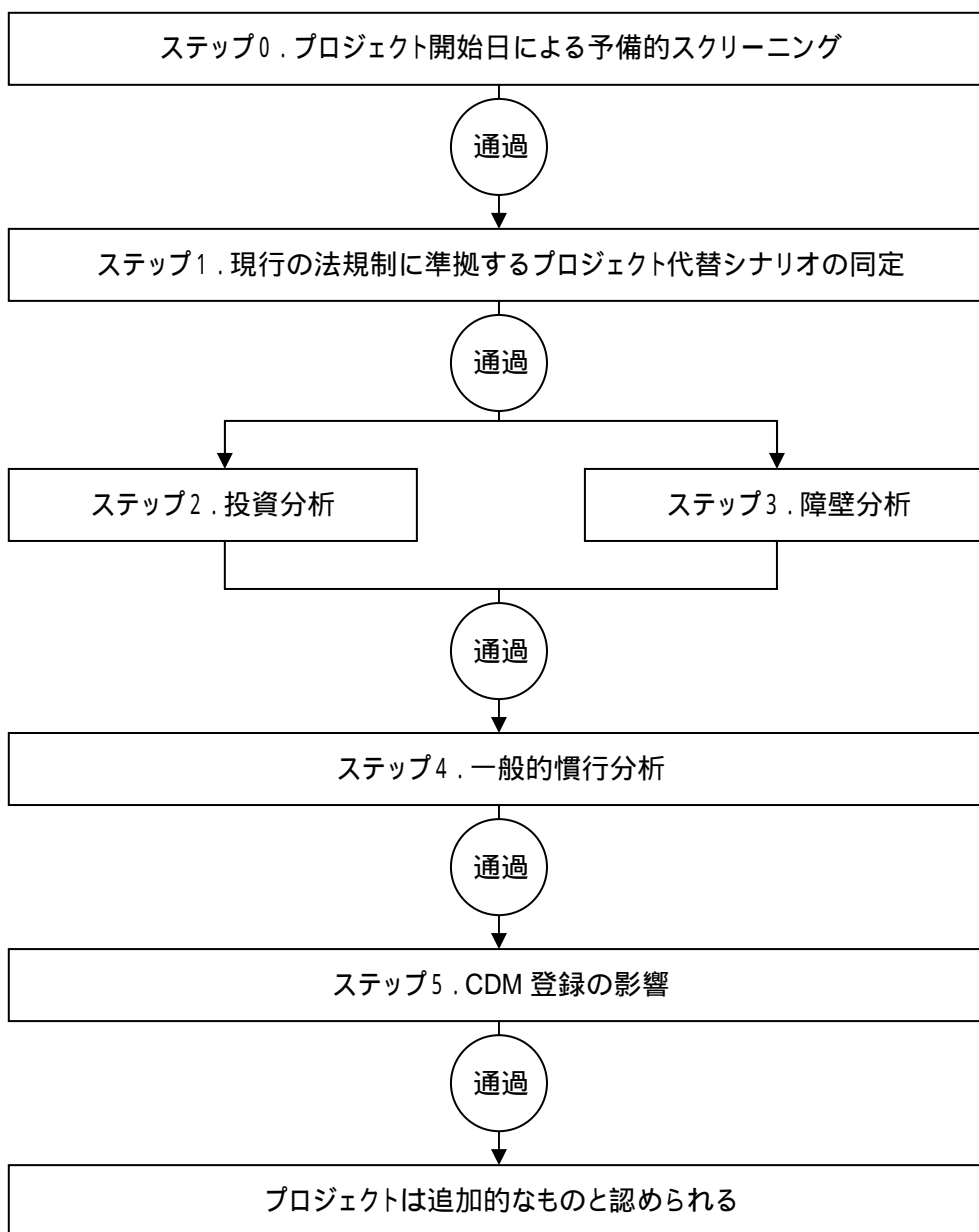 ステップ0．プロジェクト開始日による予備的スクリーニング
通過
ステップ1．現行の法規制に準拠するプロジェクト代替シナリオの同定
通過
ステップ2．投資分析
ステップ3．障壁分析
通過
ステップ4．一般的慣行分析
通過
ステップ5．CDM 登録の影響
通過
プロジェクトは追加的なものと認められる